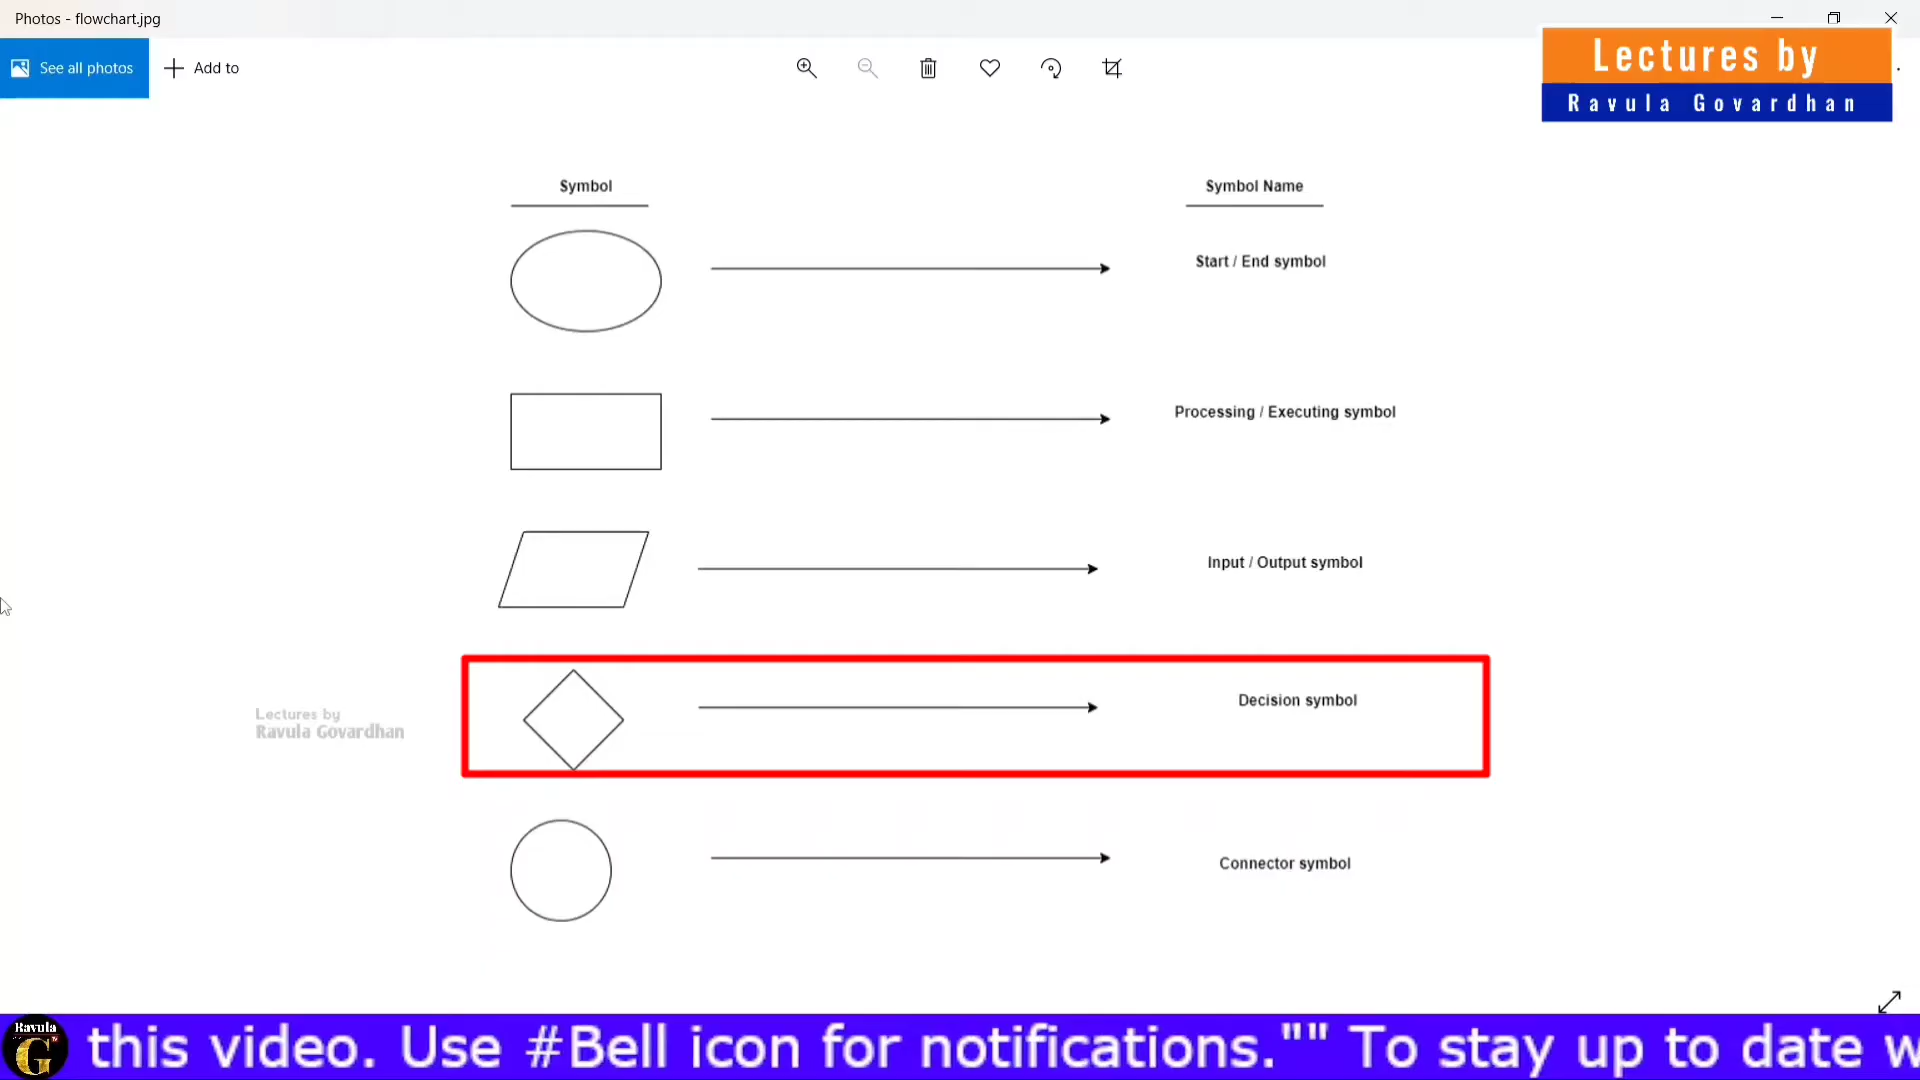 Photos - flowchart.jpg
See all photos
Add to
Lectures by
Ravula Govardhan
Symbol
Symbol Name
Start / End symbol
Processing / Executing symbol
Input / Output symbol
Decision symbol
Lectures by
Ravula Govardhan
Connector symbol
Ravula
G
this video. Use #Bell icon for notifications."" To stay up to date w